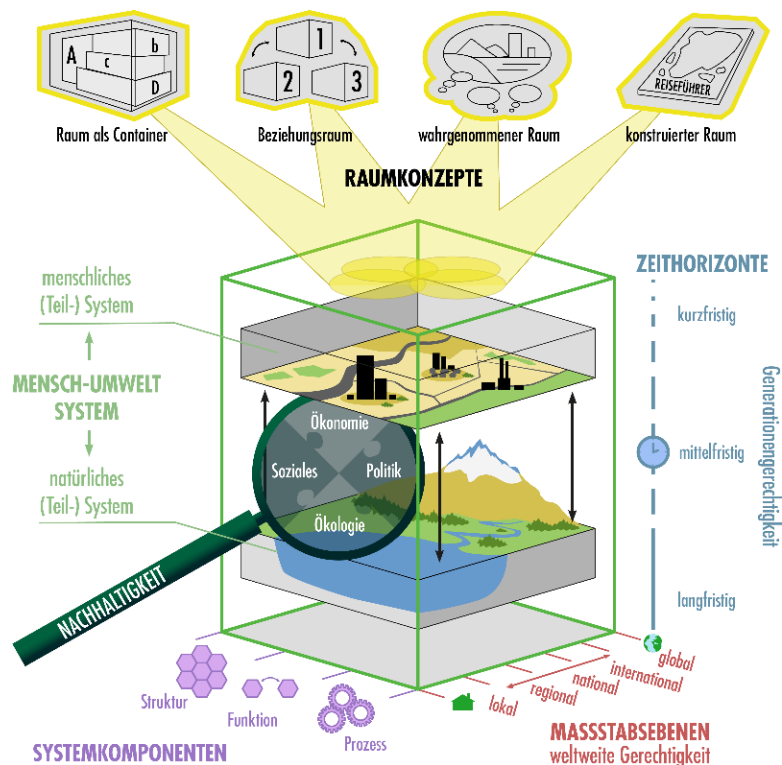 A
b
c
D
1
2
3
REISEFÜHRER
Raum als Container
Beziehungsraum
wahrgenommener Raum
konstruierter Raum
RAUMKONZEPTE
menschliches
(Teil-) System
MENSCH-UMWELT
SYSTEM
natürliches
(Teil-) System
Ökonomie
Soziales
Politik
Ökologie
NACHHALTIGKEIT
ZEITHORIZONTE
kurzfristig
mittelfristig
langfristig
Generationengerechtigkeit
Struktur
Funktion
Prozess
SYSTEMKOMPONENTEN
lokal
regional
national
international
global
MASSSTABSEBENEN
weltweite Gerechtigkeit